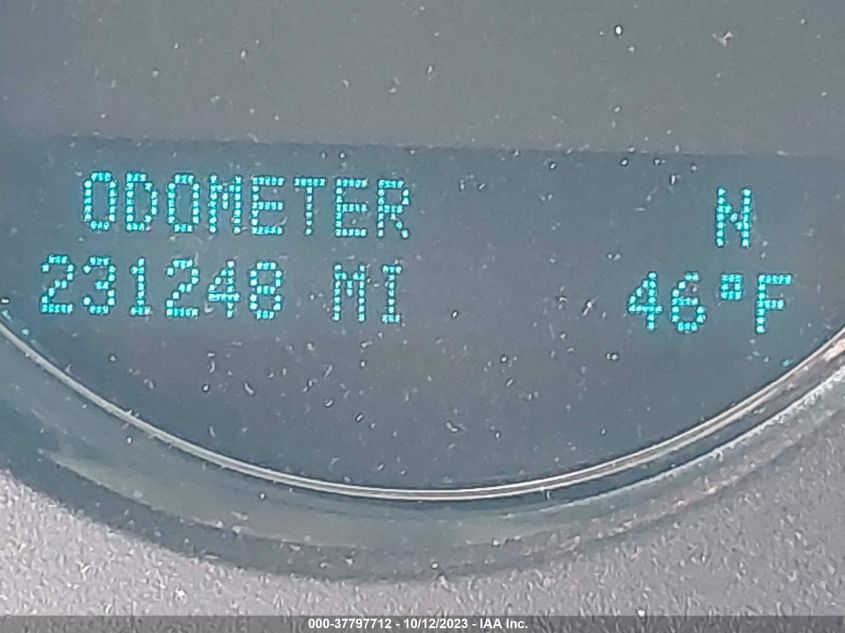 ODOMETER N
231248 MI 46°F
000-37797712 - 10/12/2023 - IAA Inc.